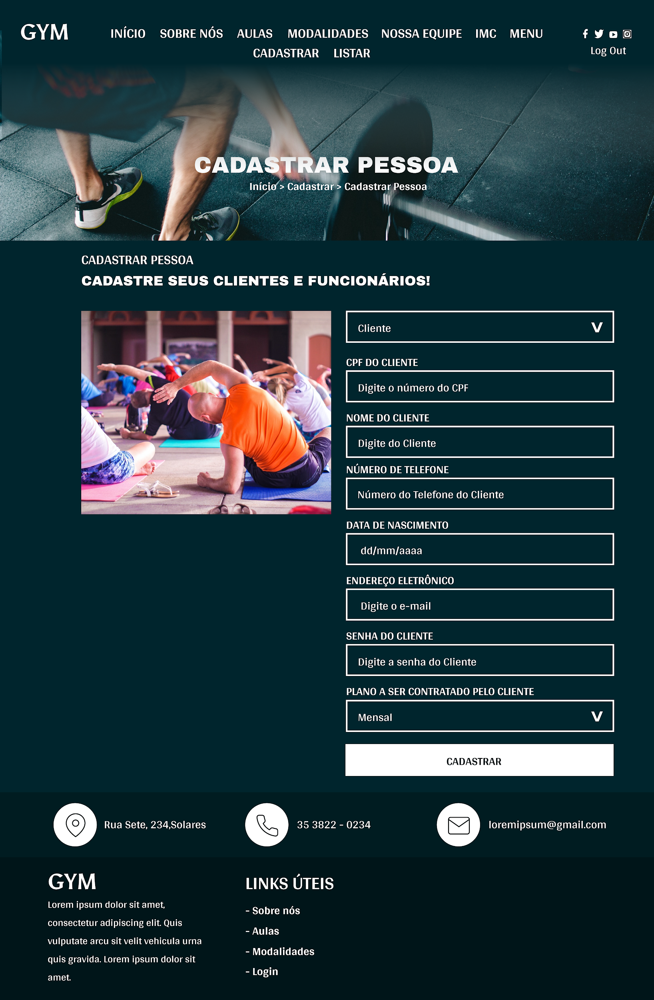 GYM
INÍCIO SOBRE NÓS AULAS MODALIDADES NOSSA EQUIPE IMC MENU
CADASTRAR LISTAR
Log Out
CADASTRAR PESSOA
Início > Cadastrar > Cadastrar Pessoa
CADASTRAR PESSOA
CADASTRE SEUS CLIENTES E FUNCIONÁRIOS!
Cliente V
CPF DO CLIENTE
Digite o número do CPF
NOME DO CLIENTE
Digite do Cliente
NÚMERO DE TELEFONE
Número do Telefone do Cliente
DATA DE NASCIMENTO
dd/mm/aaaa
ENDEREÇO ELETRÔNICO
Digite o e-mail
SENHA DO CLIENTE
Digite a senha do Cliente
PLANO A SER CONTRATADO PELO CLIENTE
Mensal V
CADASTRAR
Rua Sete, 234,Solares
35 3822 - 0234
loremipsum@gmail.com
GYM
Lorem ipsum dolor sit amet,
consectetur adipiscing elit. Quis
vulputate arcu sit velit vehicula urna
quis gravida. Lorem ipsum dolor sit
amet.
LINKS ÚTEIS
- Sobre nós
- Aulas
- Modalidades
- Login